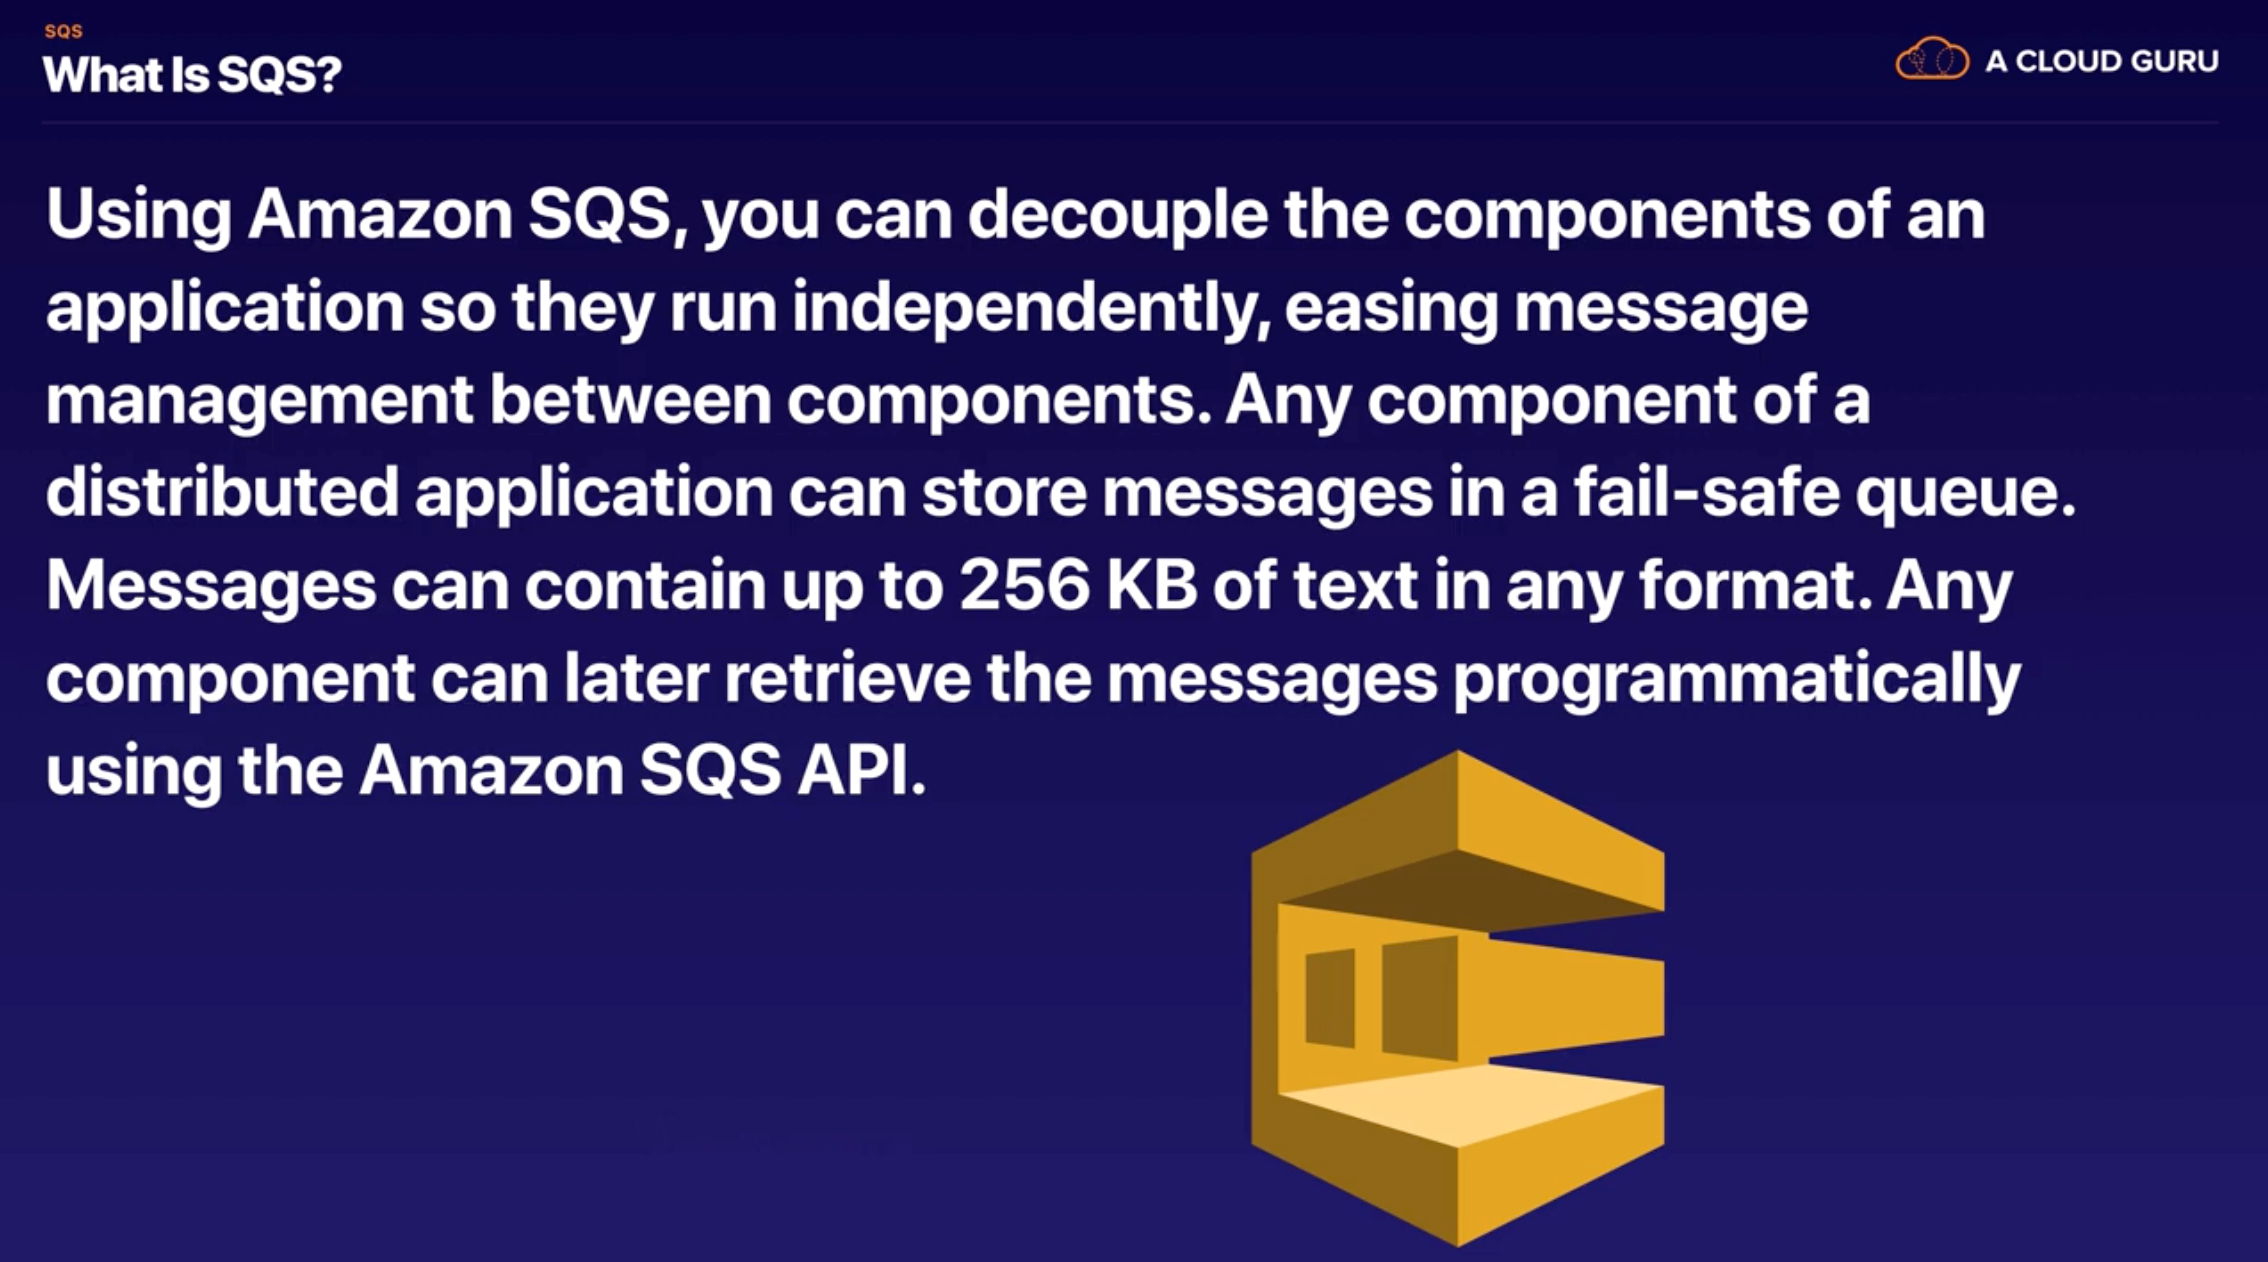 SQS
What Is SQS?
A CLOUD GURU
Using Amazon SQS, you can decouple the components of an
application so they run independently, easing message
management between components. Any component of a
distributed application can store messages in a fail-safe queue.
Messages can contain up to 256 KB of text in any format. Any
component can later retrieve the messages programmatically
using the Amazon SQS API.